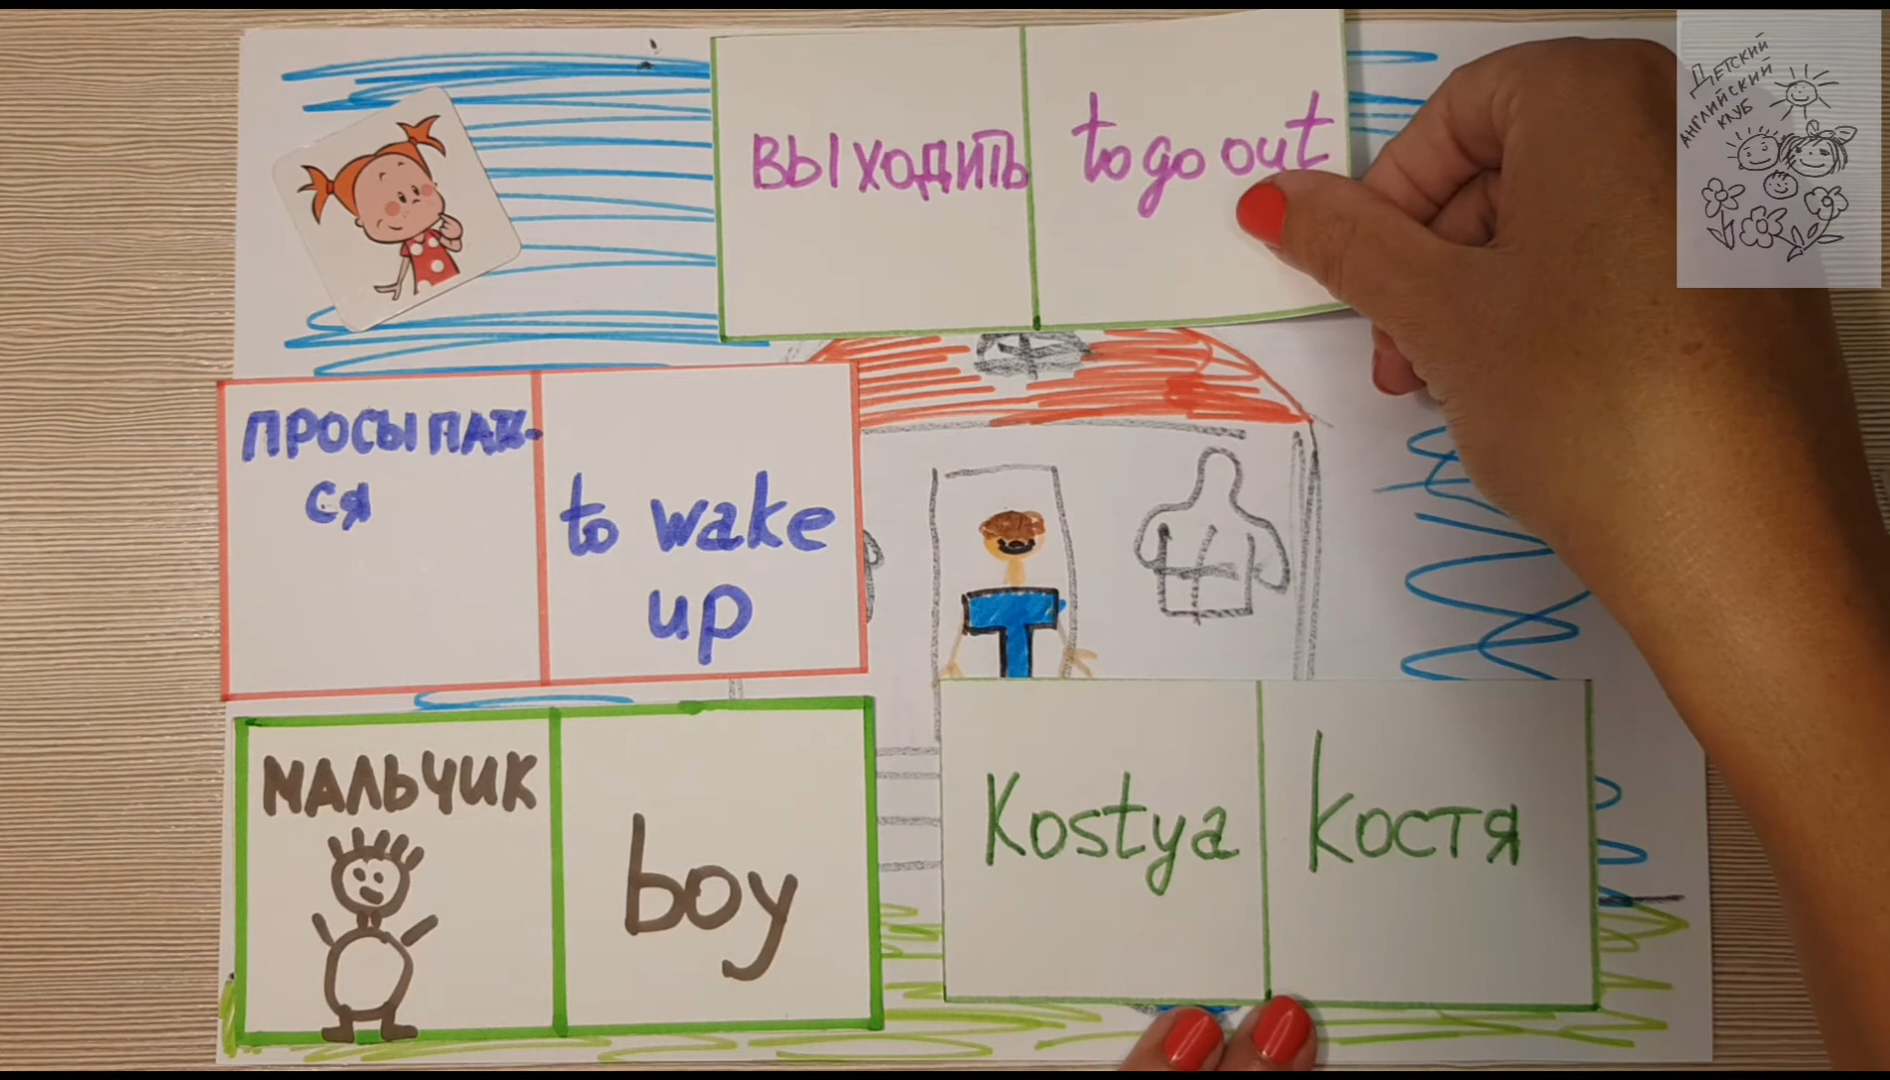 ВЫХОДИТЬ
to go out
ПРОСЫПАТЬ-
СЯ
to wake
up
МАЛЬЧИК
boy
Kostya
КОСТЯ
ДЕТСКИЙ
АНГЛИЙСКИЙ
КЛУБ